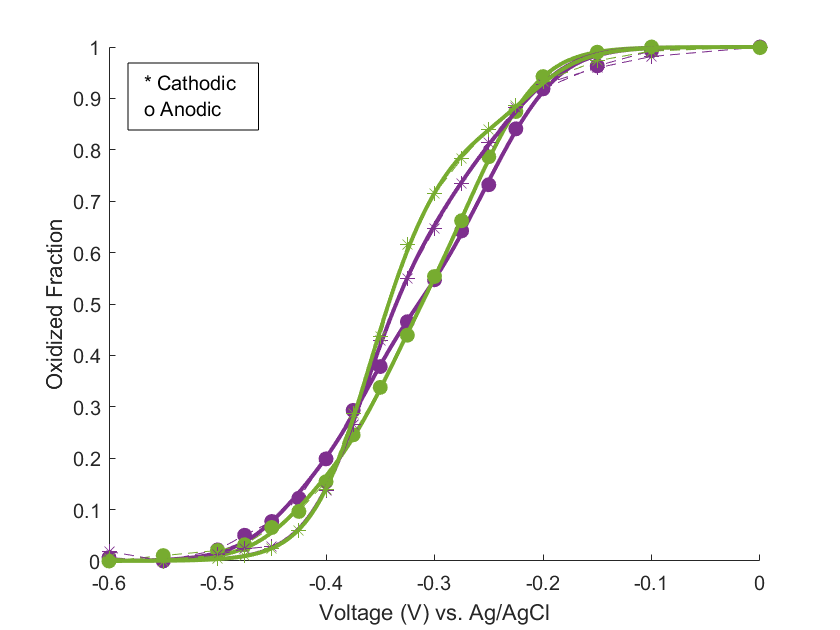 1
0.9
0.8
0.7
0.6
0.5
0.4
0.3
0.2
0.1
0
* Cathodic
o Anodic
Oxidized Fraction
-0.6 -0.5 -0.4 -0.3 -0.2 -0.1 0
Voltage (V) vs. Ag/AgCl